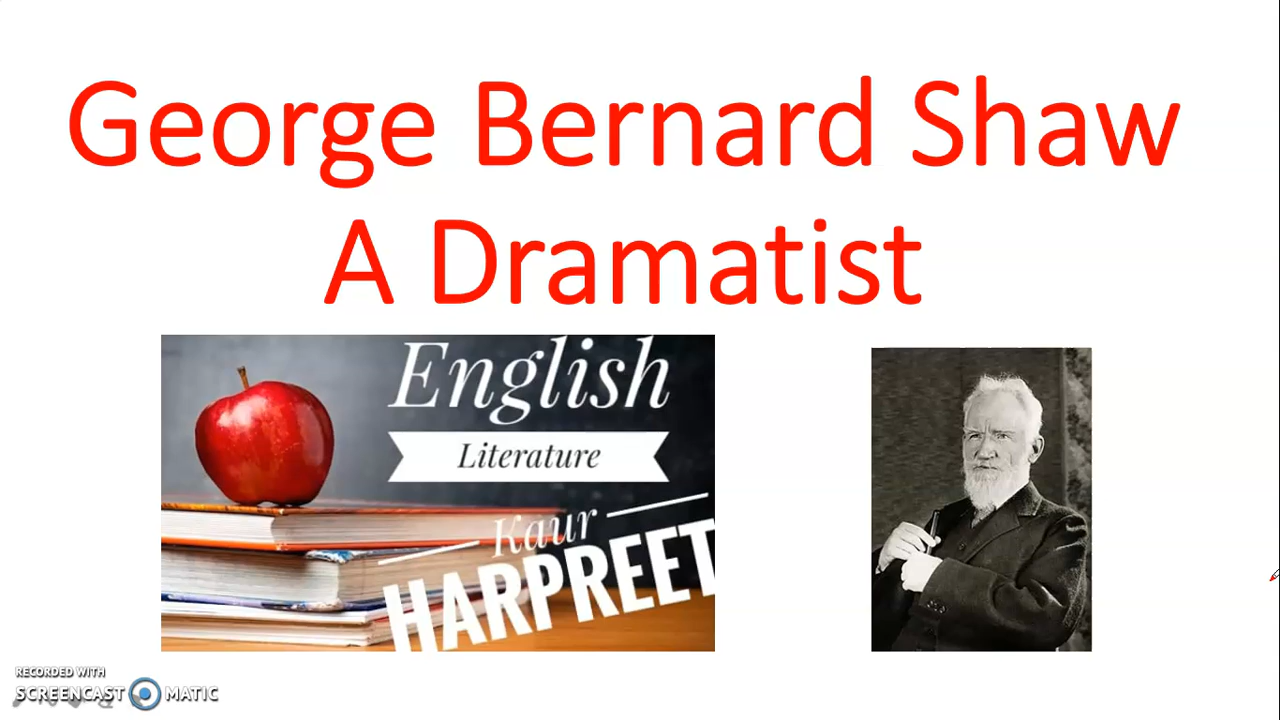 George Bernard Shaw
A Dramatist
English
Literature
Kaur
HARPREET
RECORDED WITH
SCREENCAST MATIC